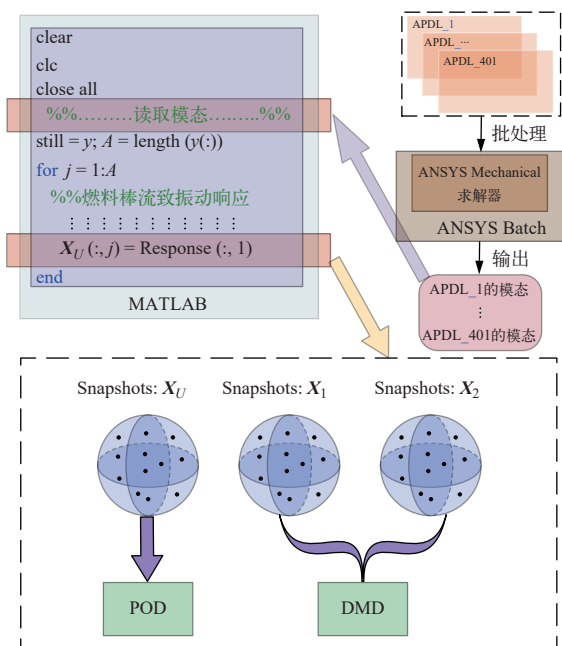 clear
clc
close all
%%………读取模态………%%
still = y; A = length (y(:))
for j = 1:A
%%燃料棒流致振动响应
⋮ ⋮ ⋮ ⋮ ⋮ ⋮ ⋮ ⋮ ⋮ ⋮ ⋮
X_U (:, j) = Response (:, 1)
end
MATLAB
APDL_1
APDL_···
APDL_401
批处理
ANSYS Mechanical
求解器
ANSYS Batch
输出
APDL_1的模态
⋮
APDL_401的模态
Snapshots: X_U
Snapshots: X_1
Snapshots: X_2
POD
DMD